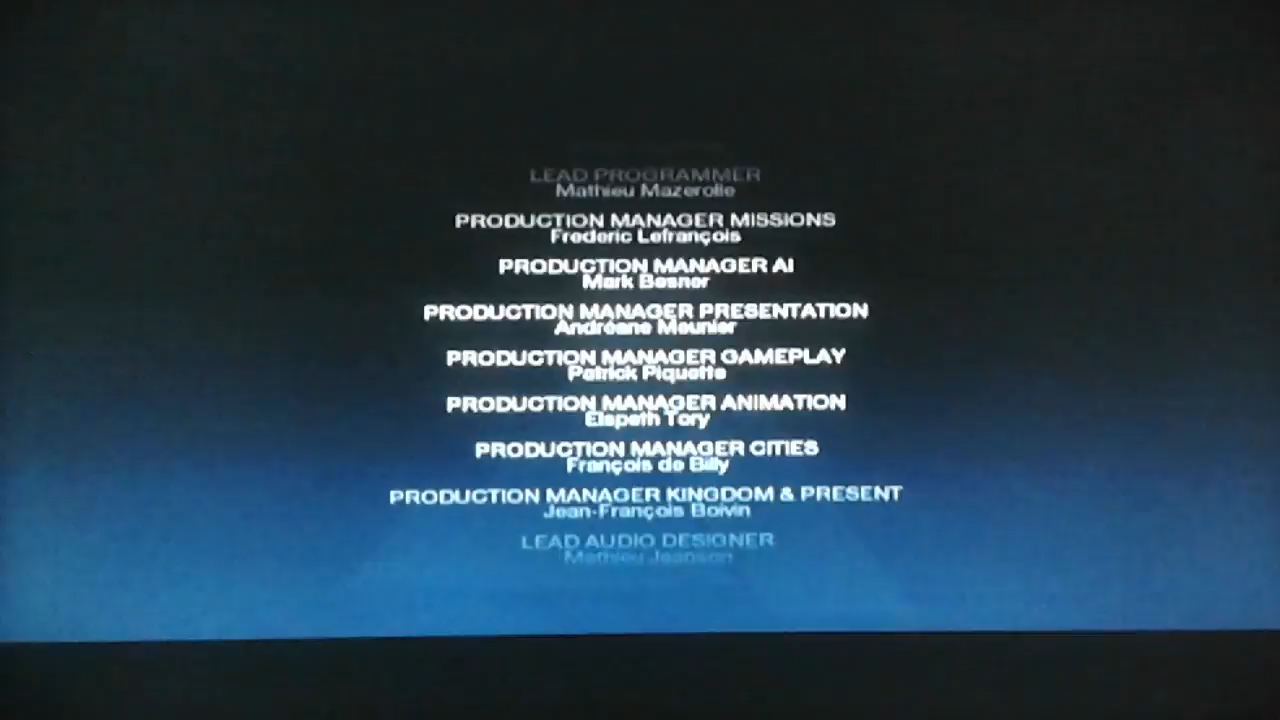 LEAD PROGRAMMER
Mathieu Mazerolle
PRODUCTION MANAGER MISSIONS
Frederic Lefrançois
PRODUCTION MANAGER AI
Mark Besner
PRODUCTION MANAGER PRESENTATION
Andréane Meunier
PRODUCTION MANAGER GAMEPLAY
Patrick Piquette
PRODUCTION MANAGER ANIMATION
Elspeth Tory
PRODUCTION MANAGER CITIES
François de Billy
PRODUCTION MANAGER KINGDOM & PRESENT
Jean-François Boivin
LEAD AUDIO DESIGNER
Mathieu Jeanson